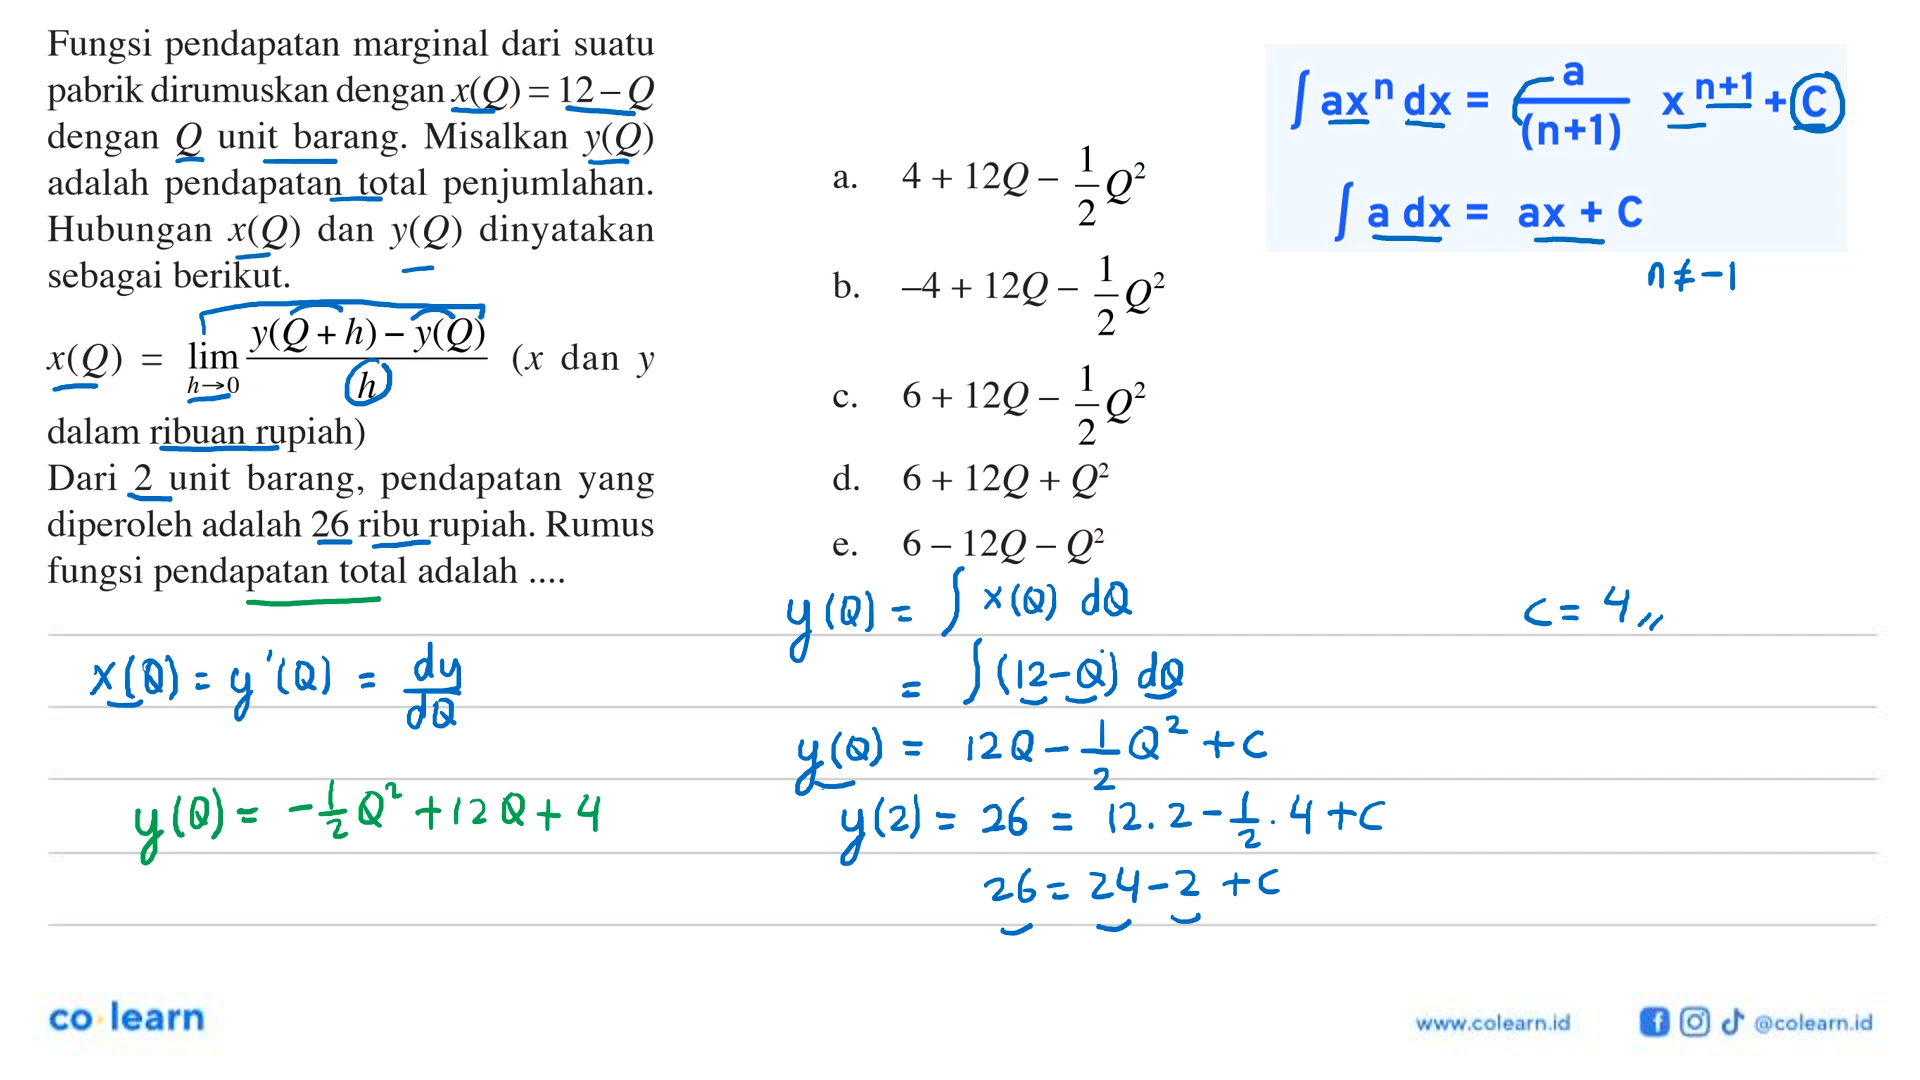 Fungsi pendapatan marginal dari suatu
pabrik dirumuskan dengan x(Q) = 12 – Q
dengan Q unit barang. Misalkan y(Q)
adalah pendapatan total penjumlahan.
Hubungan x(Q) dan y(Q) dinyatakan
sebagai berikut.
x(Q) = lim h→0 (y(Q + h) – y(Q))/h (x dan y
dalam ribuan rupiah)
Dari 2 unit barang, pendapatan yang
diperoleh adalah 26 ribu rupiah. Rumus
fungsi pendapatan total adalah ....
a. 4 + 12Q – 1/2 Q²
b. –4 + 12Q – 1/2 Q²
c. 6 + 12Q – 1/2 Q²
d. 6 + 12Q + Q²
e. 6 – 12Q – Q²
∫ axⁿ dx = a/(n+1) xⁿ⁺¹ + C
∫ a dx = ax + C
n ≠ -1
x(Q) = y'(Q) = dy/dQ
y(Q) = -1/2 Q² + 12Q + 4
y(Q) = ∫ x(Q) dQ
= ∫ (12-Q) dQ
y(Q) = 12Q - 1/2 Q² + C
y(2) = 26 = 12.2 - 1/2 . 4 + C
26 = 24 - 2 + C
C = 4 //
co learn
www.colearn.id
@colearn.id